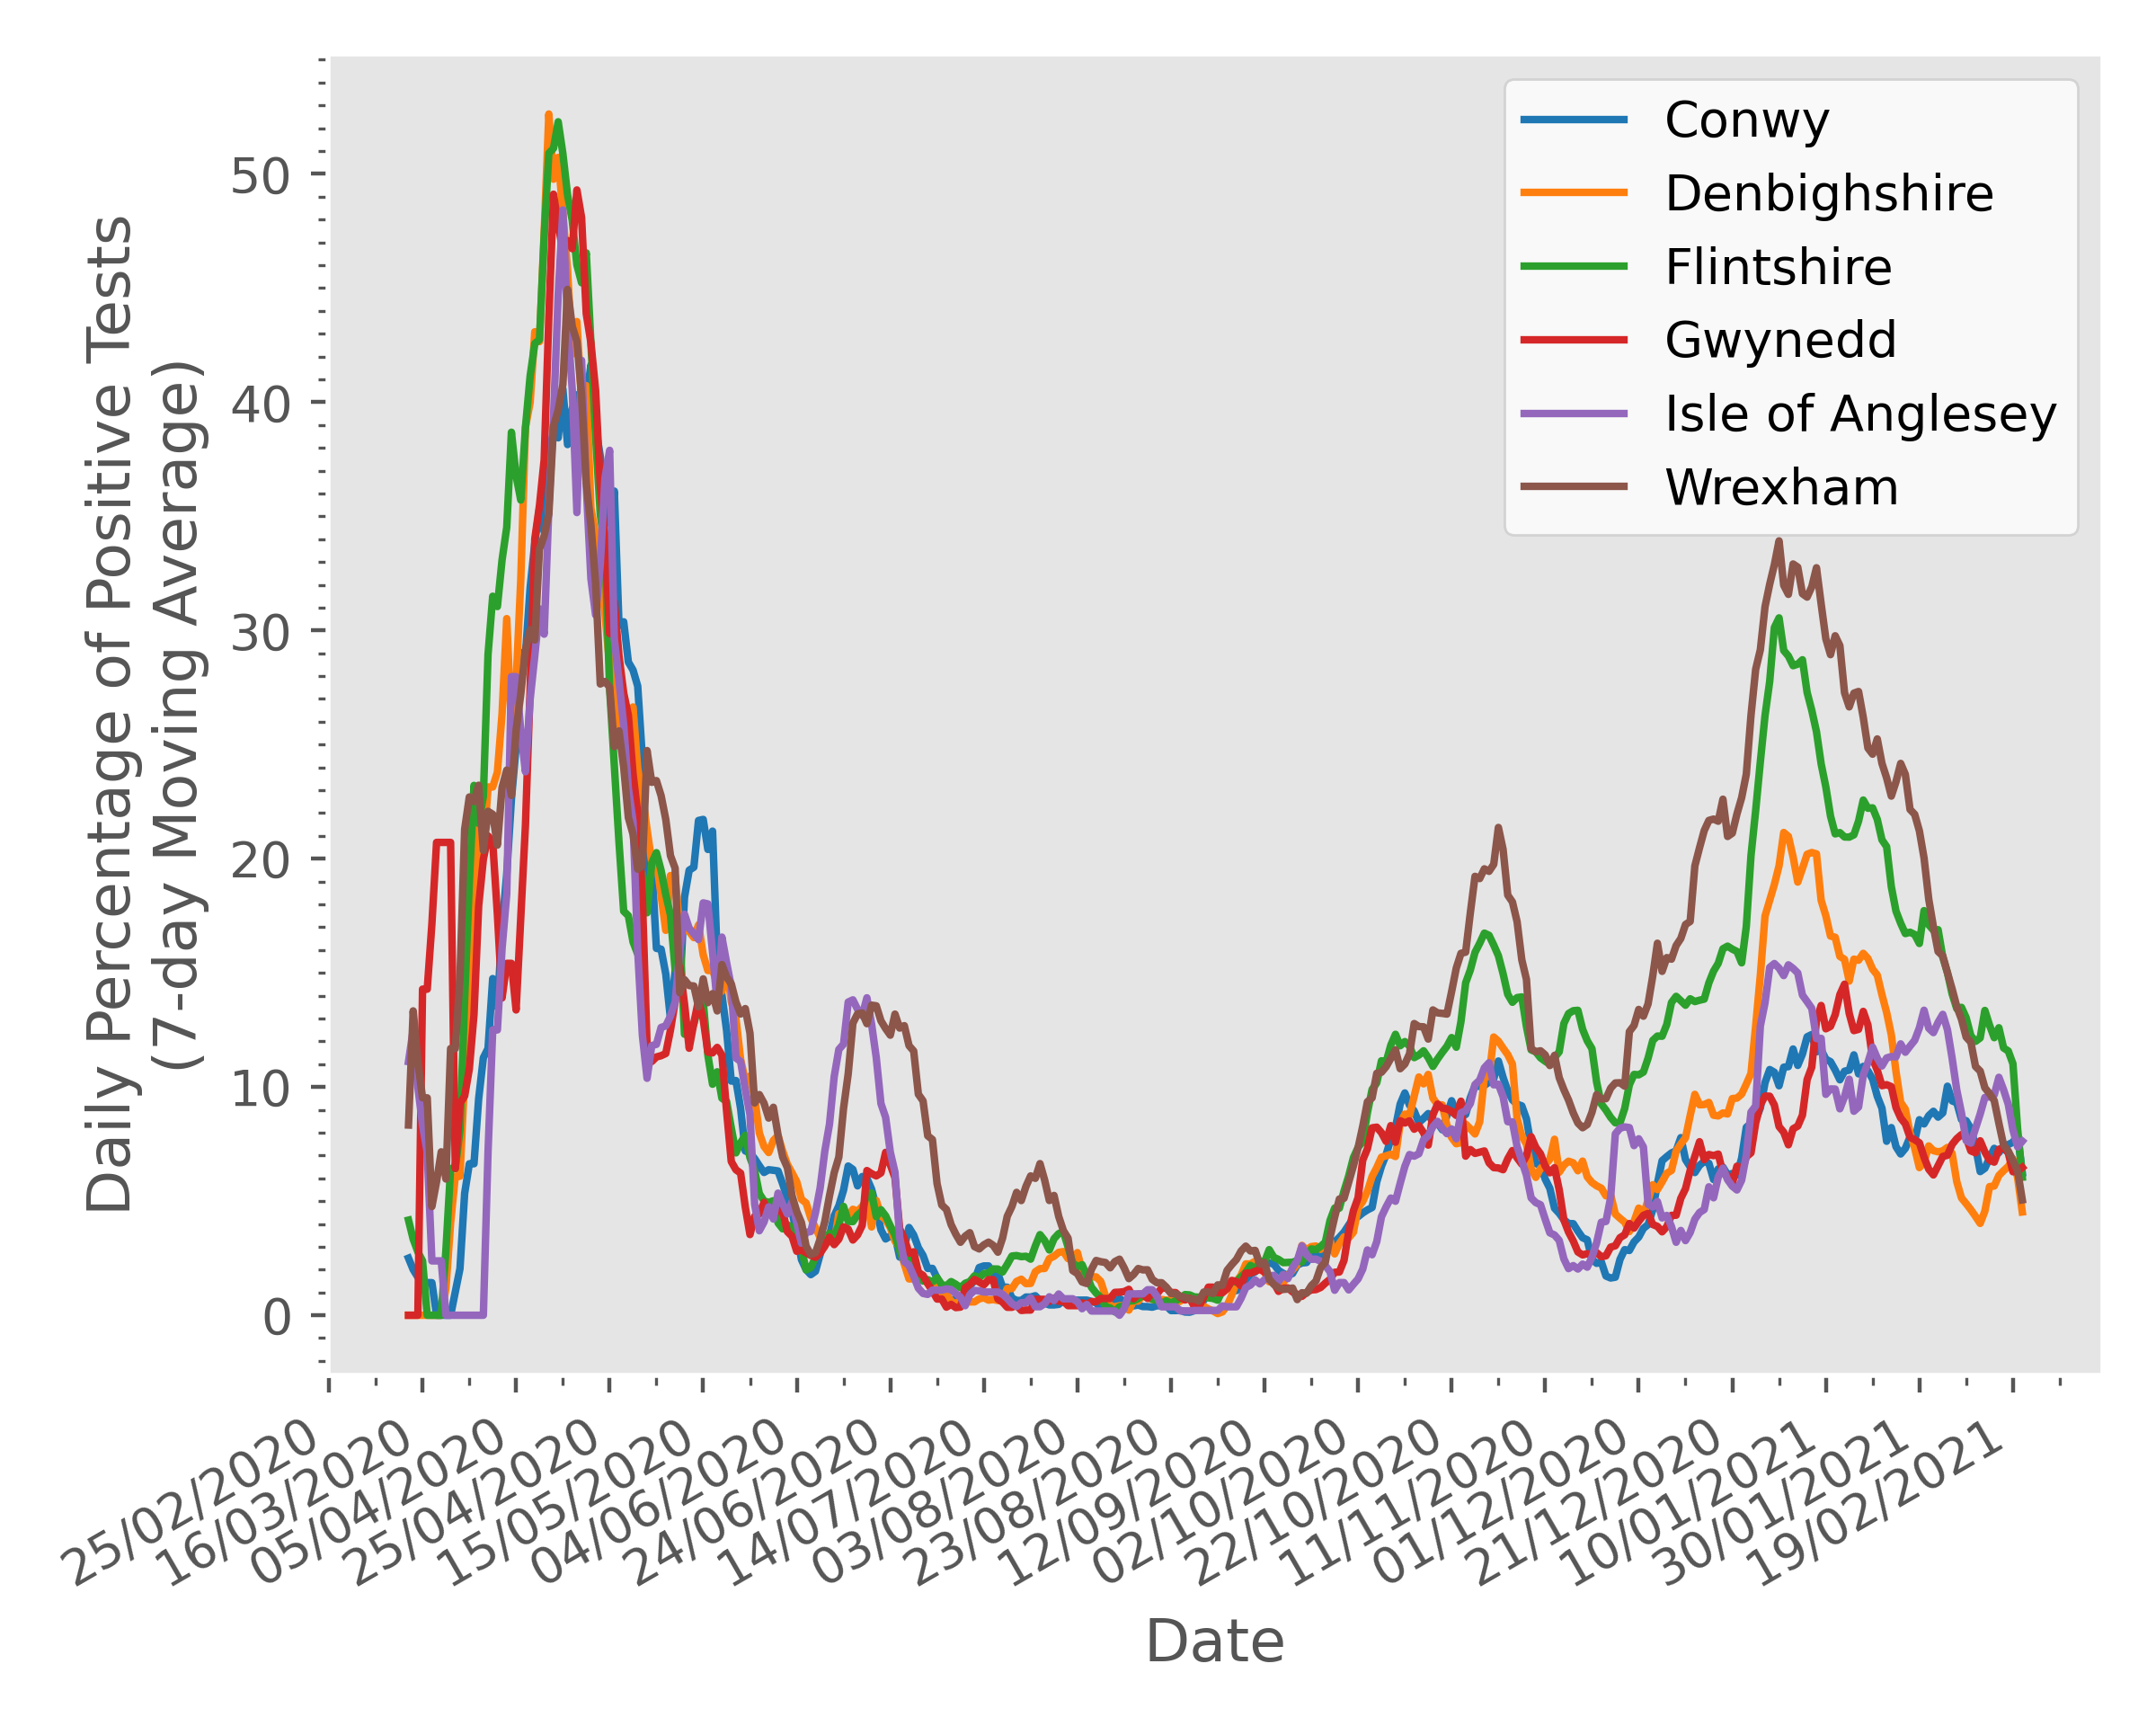 Daily Percentage of Positive Tests
(7-day Moving Average)
50
40
30
20
10
0
Conwy
Denbighshire
Flintshire
Gwynedd
Isle of Anglesey
Wrexham
25/02/2020
16/03/2020
05/04/2020
25/04/2020
15/05/2020
04/06/2020
24/06/2020
14/07/2020
03/08/2020
23/08/2020
12/09/2020
02/10/2020
22/10/2020
11/11/2020
01/12/2020
21/12/2020
10/01/2021
30/01/2021
19/02/2021
Date